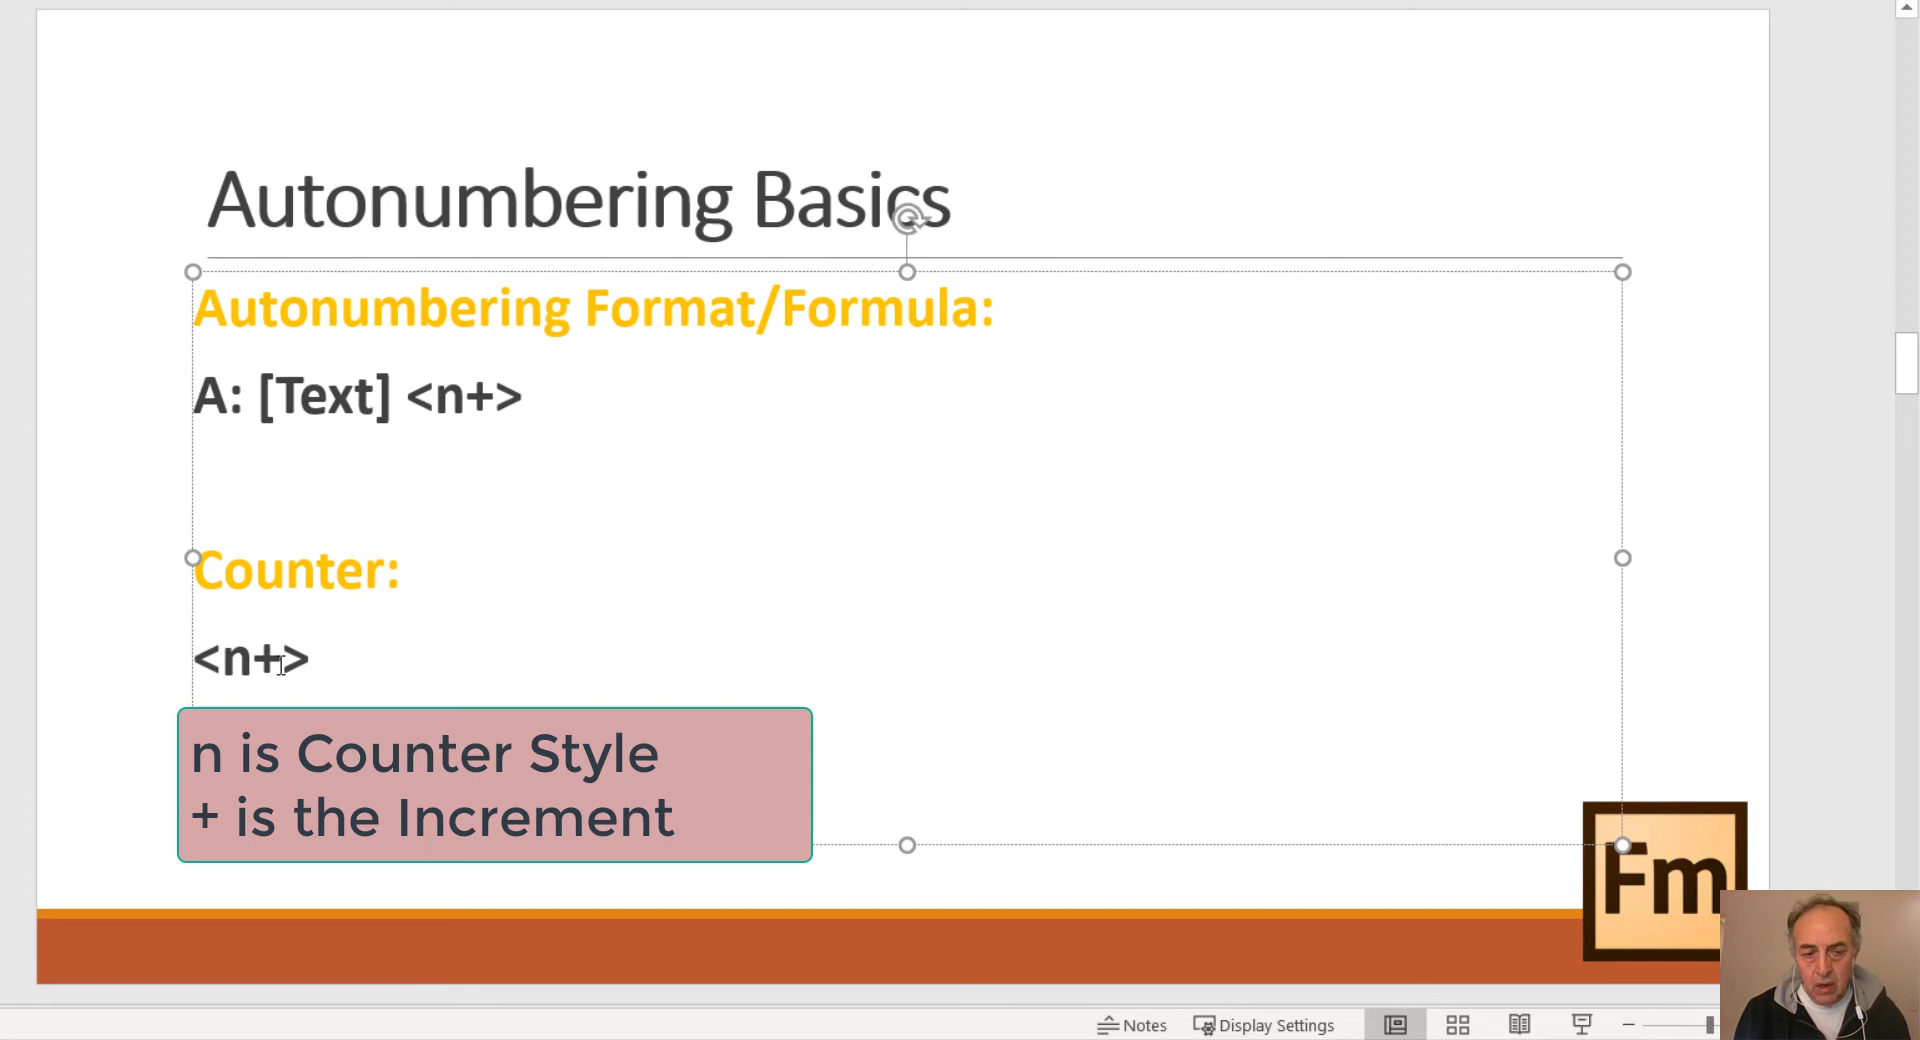 Autonumbering Basics
Autonumbering Format/Formula:
A: [Text] <n+>
Counter:
<n+>
n is Counter Style
+ is the Increment
Fm
Notes
Display Settings